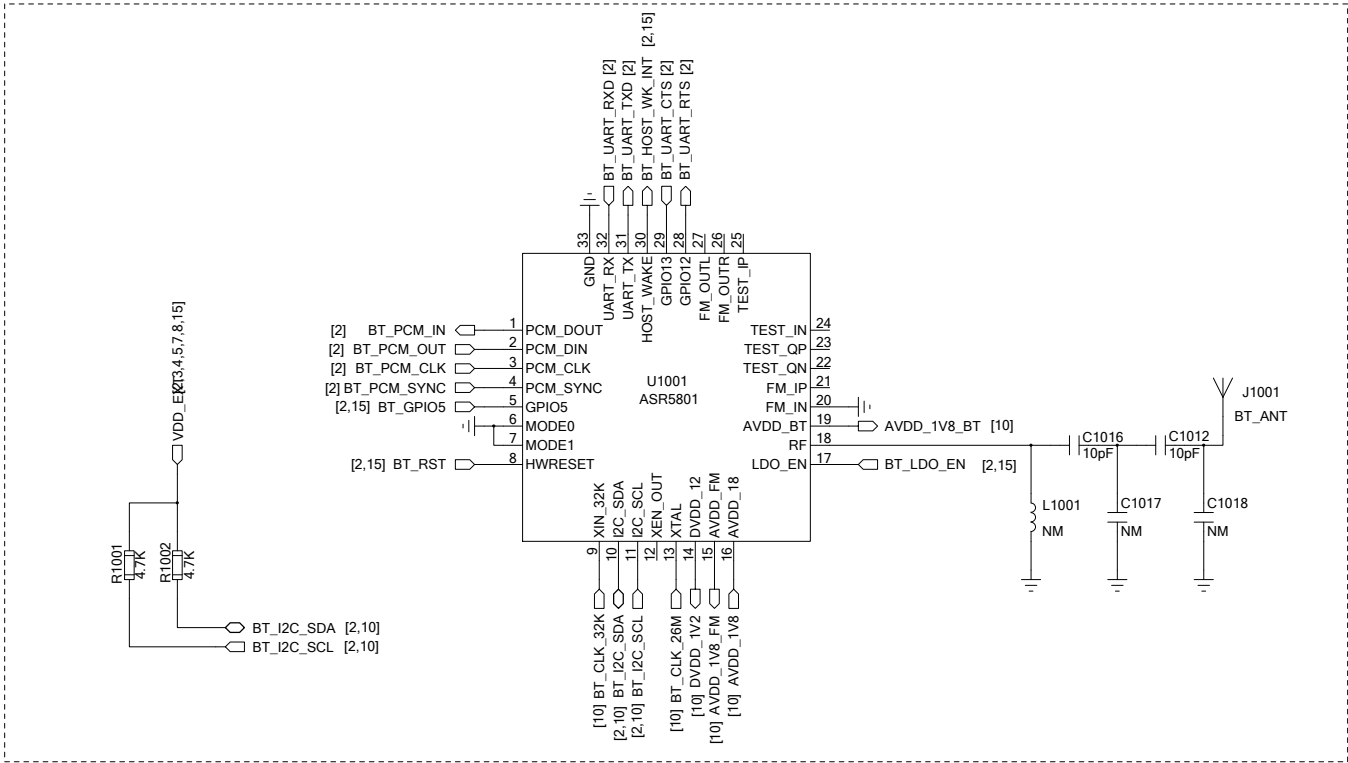 BT_UART_RXD [2]
BT_UART_TXD [2]
BT_HOST_WK_INT [2,15]
BT_UART_CTS [2]
BT_UART_RTS [2]
33
32
31
30
29
28
27
26
25
GND
UART_RX
UART_TX
HOST_WAKE
GPIO13
GPIO12
FM_OUTL
FM_OUTR
TEST_IP
[2] BT_PCM_IN 1 PCM_DOUT
[2] BT_PCM_OUT 2 PCM_DIN
[2] BT_PCM_CLK 3 PCM_CLK
[2] BT_PCM_SYNC 4 PCM_SYNC
[2,15] BT_GPIO5 5 GPIO5
6 MODE0
7 MODE1
[2,15] BT_RST 8 HWRESET
U1001
ASR5801
TEST_IN 24
TEST_QP 23
TEST_QN 22
FM_IP 21
FM_IN 20
AVDD_BT 19 AVDD_1V8_BT [10]
RF 18
LDO_EN 17 BT_LDO_EN [2,15]
XIN_32K
I2C_SDA
I2C_SCL
XEN_OUT
XTAL
DVDD_12
AVDD_FM
AVDD_18
9
10
11
12
13
14
15
16
[10] BT_CLK_32K
[2,10] BT_I2C_SDA
[2,10] BT_I2C_SCL
[10] BT_CLK_26M
[10] DVDD_1V2
[10] AVDD_1V8_FM
[10] AVDD_1V8
J1001
BT_ANT
C1016
10pF
C1012
10pF
L1001
NM
C1017
NM
C1018
NM
R1001
4.7K
R1002
4.7K
BT_I2C_SDA [2,10]
BT_I2C_SCL [2,10]